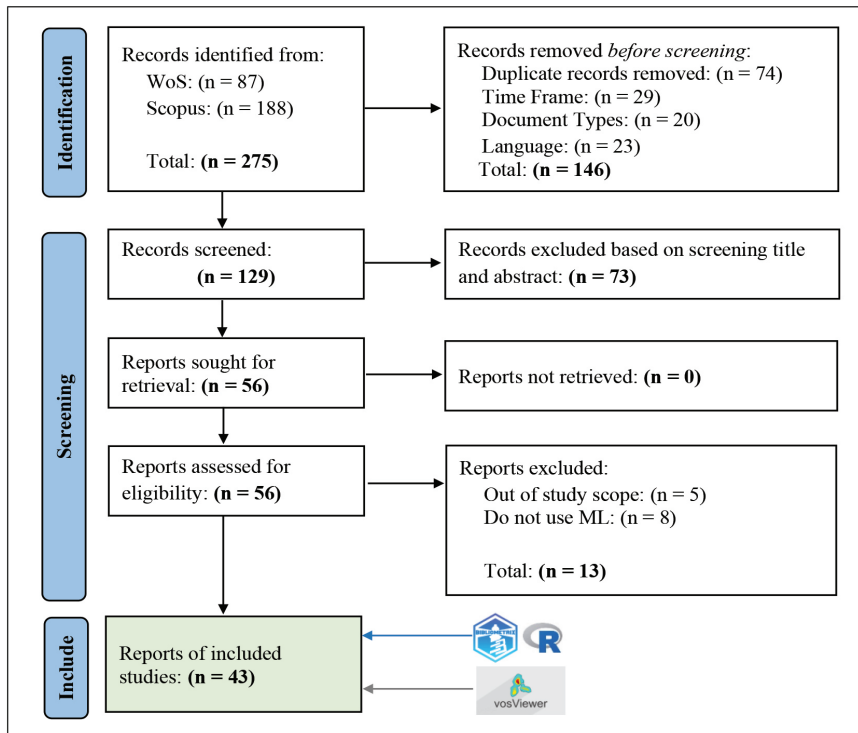 Identification
Records identified from:
WoS: (n = 87)
Scopus: (n = 188)
Total: (n = 275)
Records removed before screening:
Duplicate records removed: (n = 74)
Time Frame: (n = 29)
Document Types: (n = 20)
Language: (n = 23)
Total: (n = 146)
Screening
Records screened:
(n = 129)
Records excluded based on screening title
and abstract: (n = 73)
Reports sought for
retrieval: (n = 56)
Reports not retrieved: (n = 0)
Reports assessed for
eligibility: (n = 56)
Reports excluded:
Out of study scope: (n = 5)
Do not use ML: (n = 8)
Total: (n = 13)
Include
Reports of included
studies: (n = 43)
BIBLIOMETRIX
R
vosViewer